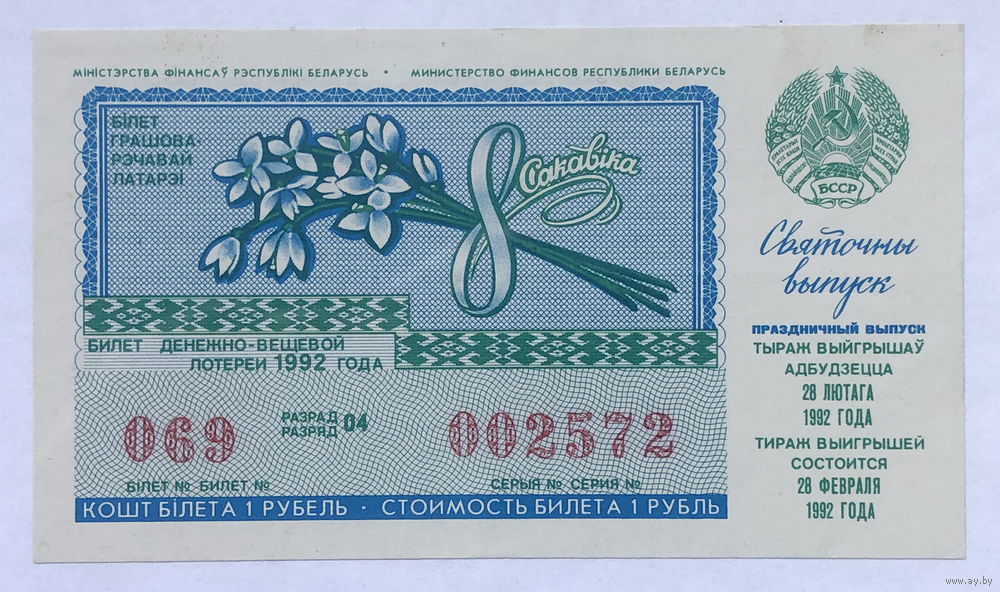 МІНІСТЭРСТВА ФІНАНСАЎ РЭСПУБЛІКІ БЕЛАРУСЬ • МИНИСТЕРСТВО ФИНАНСОВ РЕСПУБЛИКИ БЕЛАРУСЬ
БІЛЕТ
ГРАШОВА-
РЭЧАВАЙ
ЛАТАРЭІ
8 Сакавіка
БИЛЕТ ДЕНЕЖНО-ВЕЩЕВОЙ
ЛОТЕРЕИ 1992 ГОДА
069
РАЗРАД
РАЗРЯД 04
002572
БІЛЕТ № БИЛЕТ №
СЕРЫЯ № СЕРИЯ №
КОШТ БІЛЕТА 1 РУБЕЛЬ · СТОИМОСТЬ БИЛЕТА 1 РУБЛЬ
БССР
Святочны
выпуск
ПРАЗДНИЧНЫЙ ВЫПУСК
ТЫРАЖ ВЫЙГРЫШАЎ
АДБУДЗЕЦЦА
28 ЛЮТАГА
1992 ГОДА
ТИРАЖ ВЫИГРЫШЕЙ
СОСТОИТСЯ
28 ФЕВРАЛЯ
1992 ГОДА
www.ay.by